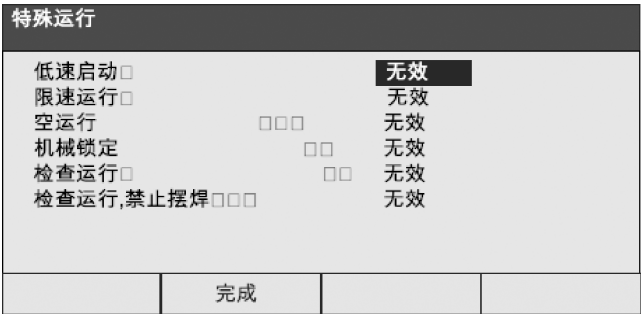 特殊运行
低速启动□ 无效
限速运行□ 无效
空运行 □□□ 无效
机械锁定 □□ 无效
检查运行□ □□ 无效
检查运行,禁止摆焊□□□ 无效
完成